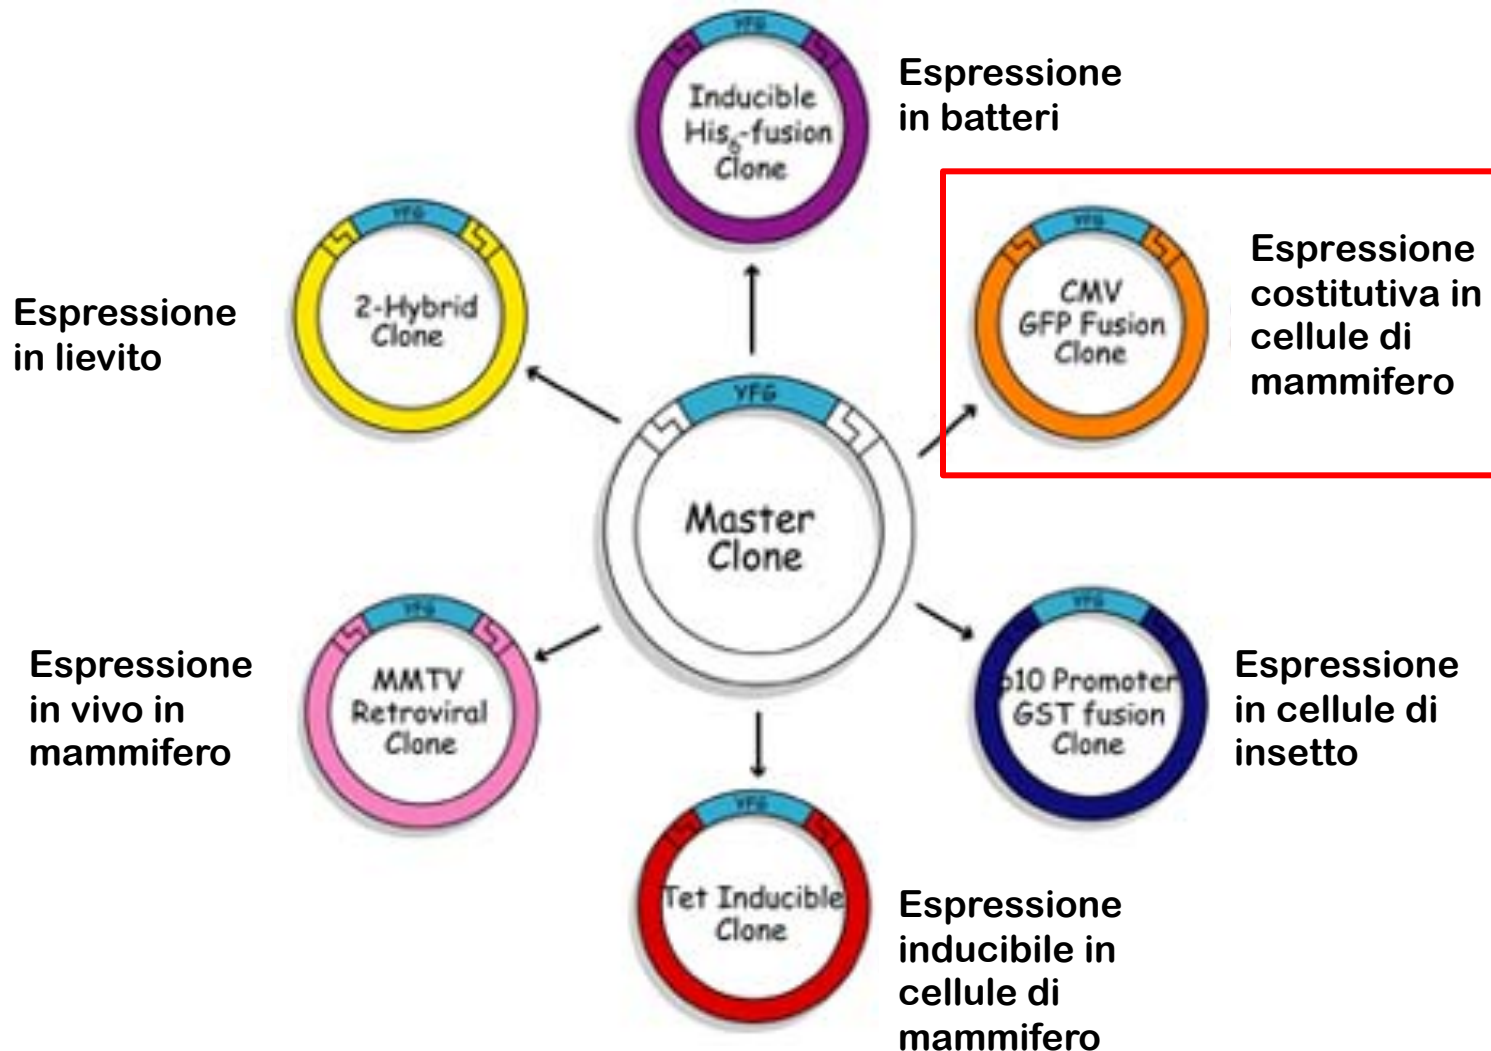 YFG
Inducible
His6-fusion
Clone
Espressione
in batteri
YFG
2-Hybrid
Clone
Espressione
in lievito
YFG
CMV
GFP Fusion
Clone
Espressione
costitutiva in
cellule di
mammifero
YFG
Master
Clone
YFG
MMTV
Retroviral
Clone
Espressione
in vivo in
mammifero
YFG
p10 Promoter
GST fusion
Clone
Espressione
in cellule di
insetto
YFG
Tet Inducible
Clone
Espressione
inducibile in
cellule di
mammifero